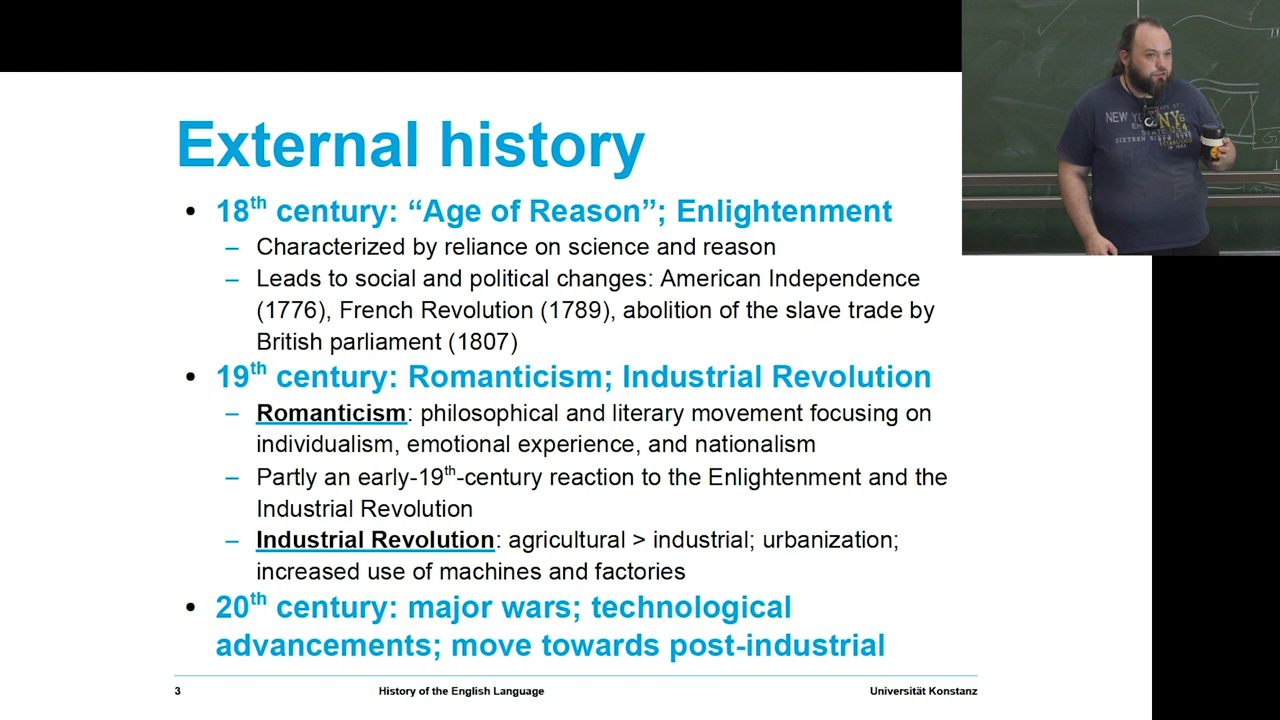 External history
• 18th century: “Age of Reason”; Enlightenment
– Characterized by reliance on science and reason
– Leads to social and political changes: American Independence
(1776), French Revolution (1789), abolition of the slave trade by
British parliament (1807)
• 19th century: Romanticism; Industrial Revolution
– Romanticism: philosophical and literary movement focusing on
individualism, emotional experience, and nationalism
– Partly an early-19th-century reaction to the Enlightenment and the
Industrial Revolution
– Industrial Revolution: agricultural > industrial; urbanization;
increased use of machines and factories
• 20th century: major wars; technological
advancements; move towards post-industrial
3 History of the English Language Universität Konstanz
NEW
NY
STATE
SIXTEEN
ESTABLISHED